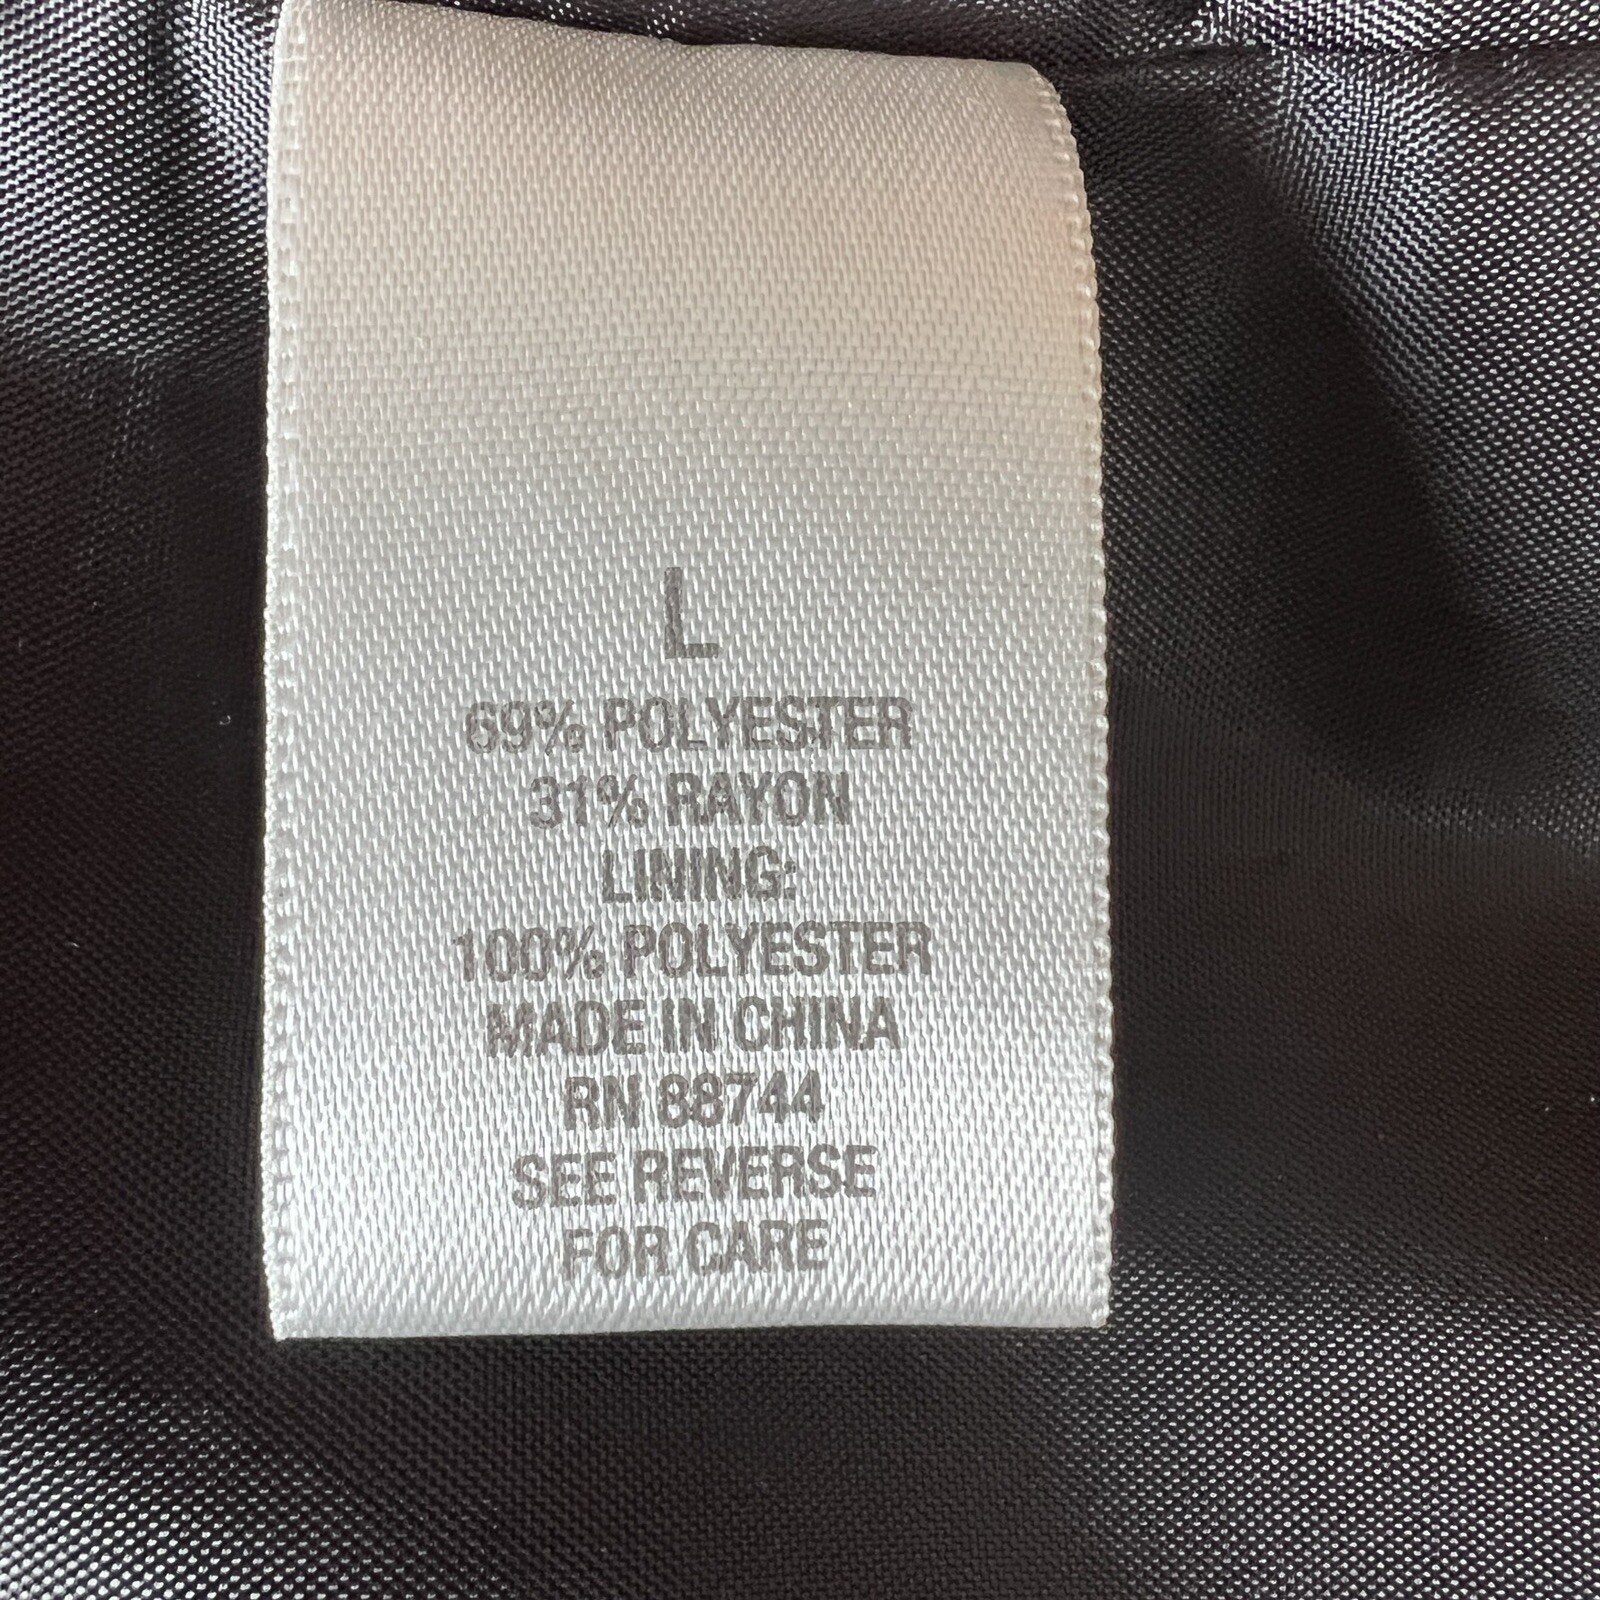 L
69% POLYESTER
31% RAYON
LINING:
100% POLYESTER
MADE IN CHINA
RN 88744
SEE REVERSE
FOR CARE